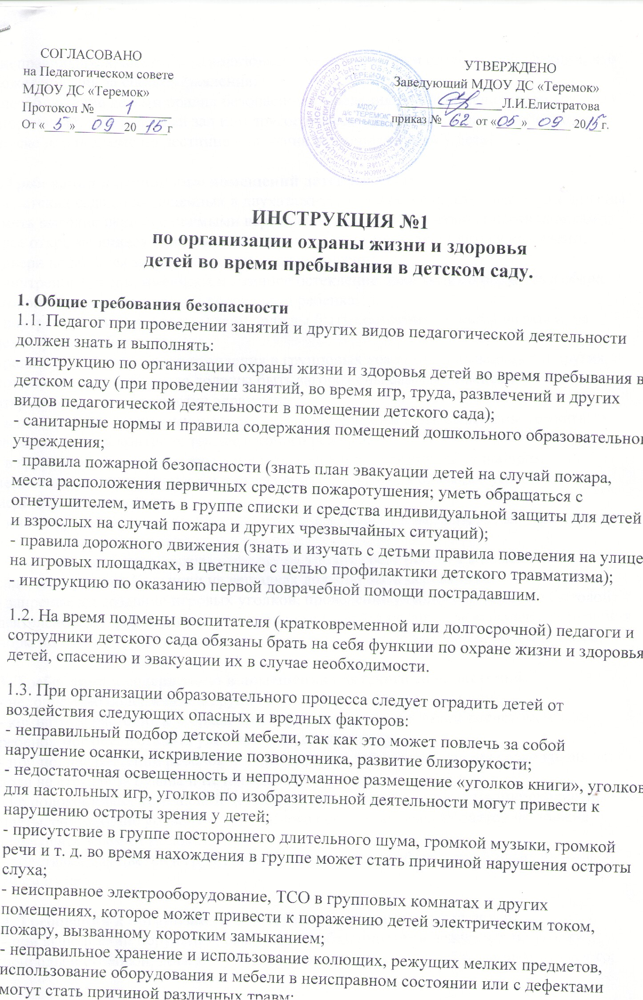 СОГЛАСОВАНО
на Педагогическом совете
МДОУ ДС «Теремок»
Протокол № 1
От «5» 09 2015г
УТВЕРЖДЕНО
Заведующий МДОУ ДС «Теремок»
Л.И.Елистратова
приказ № 62 от «05» 09 2015г.
МДОУ
Д/С "ТЕРЕМОК"
п. ЧЕРНЫШЕВСК
ИНСТРУКЦИЯ №1
по организации охраны жизни и здоровья
детей во время пребывания в детском саду.
1. Общие требования безопасности
1.1. Педагог при проведении занятий и других видов педагогической деятельности
должен знать и выполнять:
- инструкцию по организации охраны жизни и здоровья детей во время пребывания в
детском саду (при проведении занятий, во время игр, труда, развлечений и других
видов педагогической деятельности в помещении детского сада);
- санитарные нормы и правила содержания помещений дошкольного образовательног
учреждения;
- правила пожарной безопасности (знать план эвакуации детей на случай пожара,
места расположения первичных средств пожаротушения; уметь обращаться с
огнетушителем, иметь в группе списки и средства индивидуальной защиты для детей
и взрослых на случай пожара и других чрезвычайных ситуаций);
- правила дорожного движения (знать и изучать с детьми правила поведения на улице
на игровых площадках, в цветнике с целью профилактики детского травматизма);
- инструкцию по оказанию первой доврачебной помощи пострадавшим.
1.2. На время подмены воспитателя (кратковременной или долгосрочной) педагоги и
сотрудники детского сада обязаны брать на себя функции по охране жизни и здоровья
детей, спасению и эвакуации их в случае необходимости.
1.3. При организации образовательного процесса следует оградить детей от
воздействия следующих опасных и вредных факторов:
- неправильный подбор детской мебели, так как это может повлечь за собой
нарушение осанки, искривление позвоночника, развитие близорукости;
- недостаточная освещенность и непродуманное размещение «уголков книги», уголков
для настольных игр, уголков по изобразительной деятельности могут привести к
нарушению остроты зрения у детей;
- присутствие в группе постороннего длительного шума, громкой музыки, громкой
речи и т. д. во время нахождения в группе может стать причиной нарушения остроты
слуха;
- неисправное электрооборудование, ТСО в групповых комнатах и других
помещениях, которое может привести к поражению детей электрическим током,
пожару, вызванному коротким замыканием;
- неправильное хранение и использование колющих, режущих мелких предметов,
использование оборудования и мебели в неисправном состоянии или с дефектами
могут стать причиной различных травм;